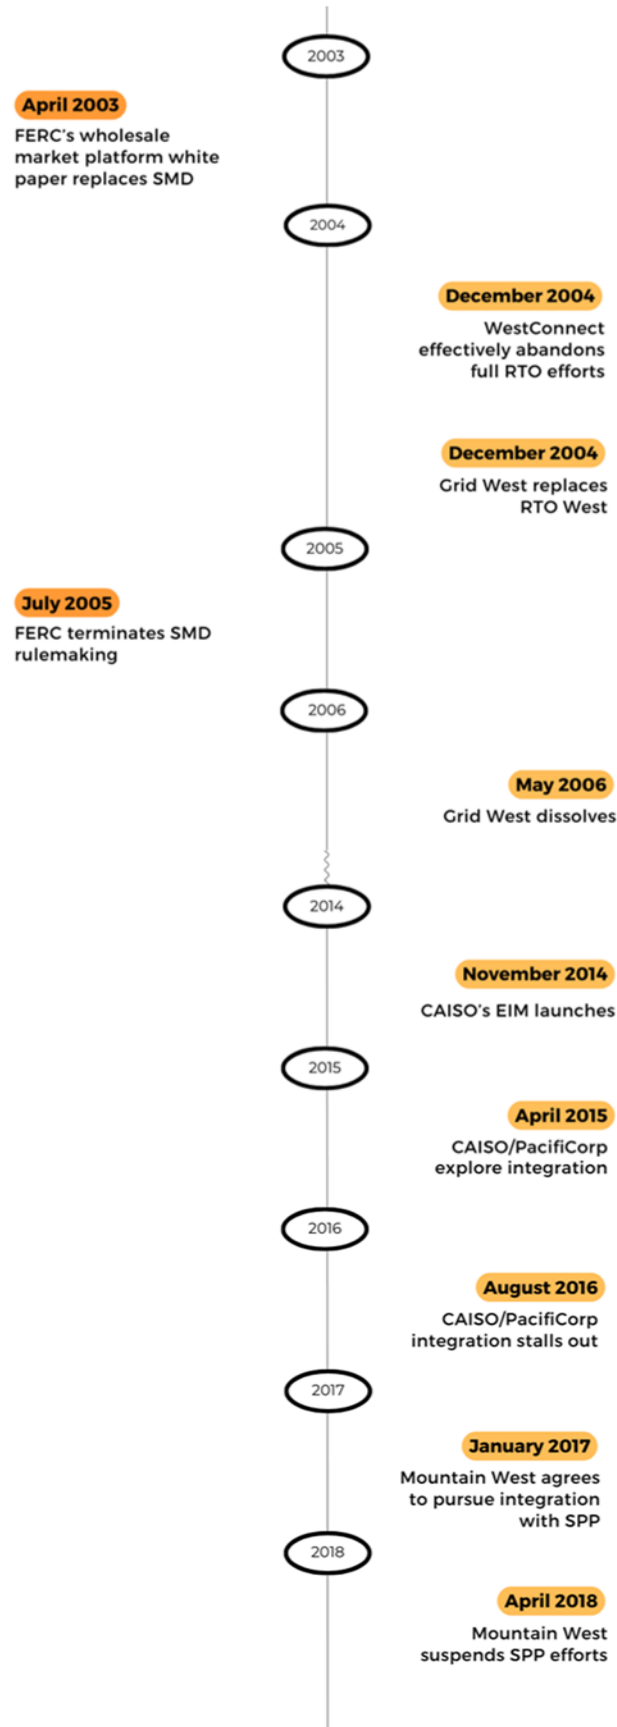 2003
April 2003
FERC's wholesale
market platform white
paper replaces SMD
2004
December 2004
WestConnect
effectively abandons
full RTO efforts
December 2004
Grid West replaces
RTO West
2005
July 2005
FERC terminates SMD
rulemaking
2006
May 2006
Grid West dissolves
2014
November 2014
CAISO's EIM launches
2015
April 2015
CAISO/PacifiCorp
explore integration
2016
August 2016
CAISO/PacifiCorp
integration stalls out
2017
January 2017
Mountain West agrees
to pursue integration
with SPP
2018
April 2018
Mountain West
suspends SPP efforts